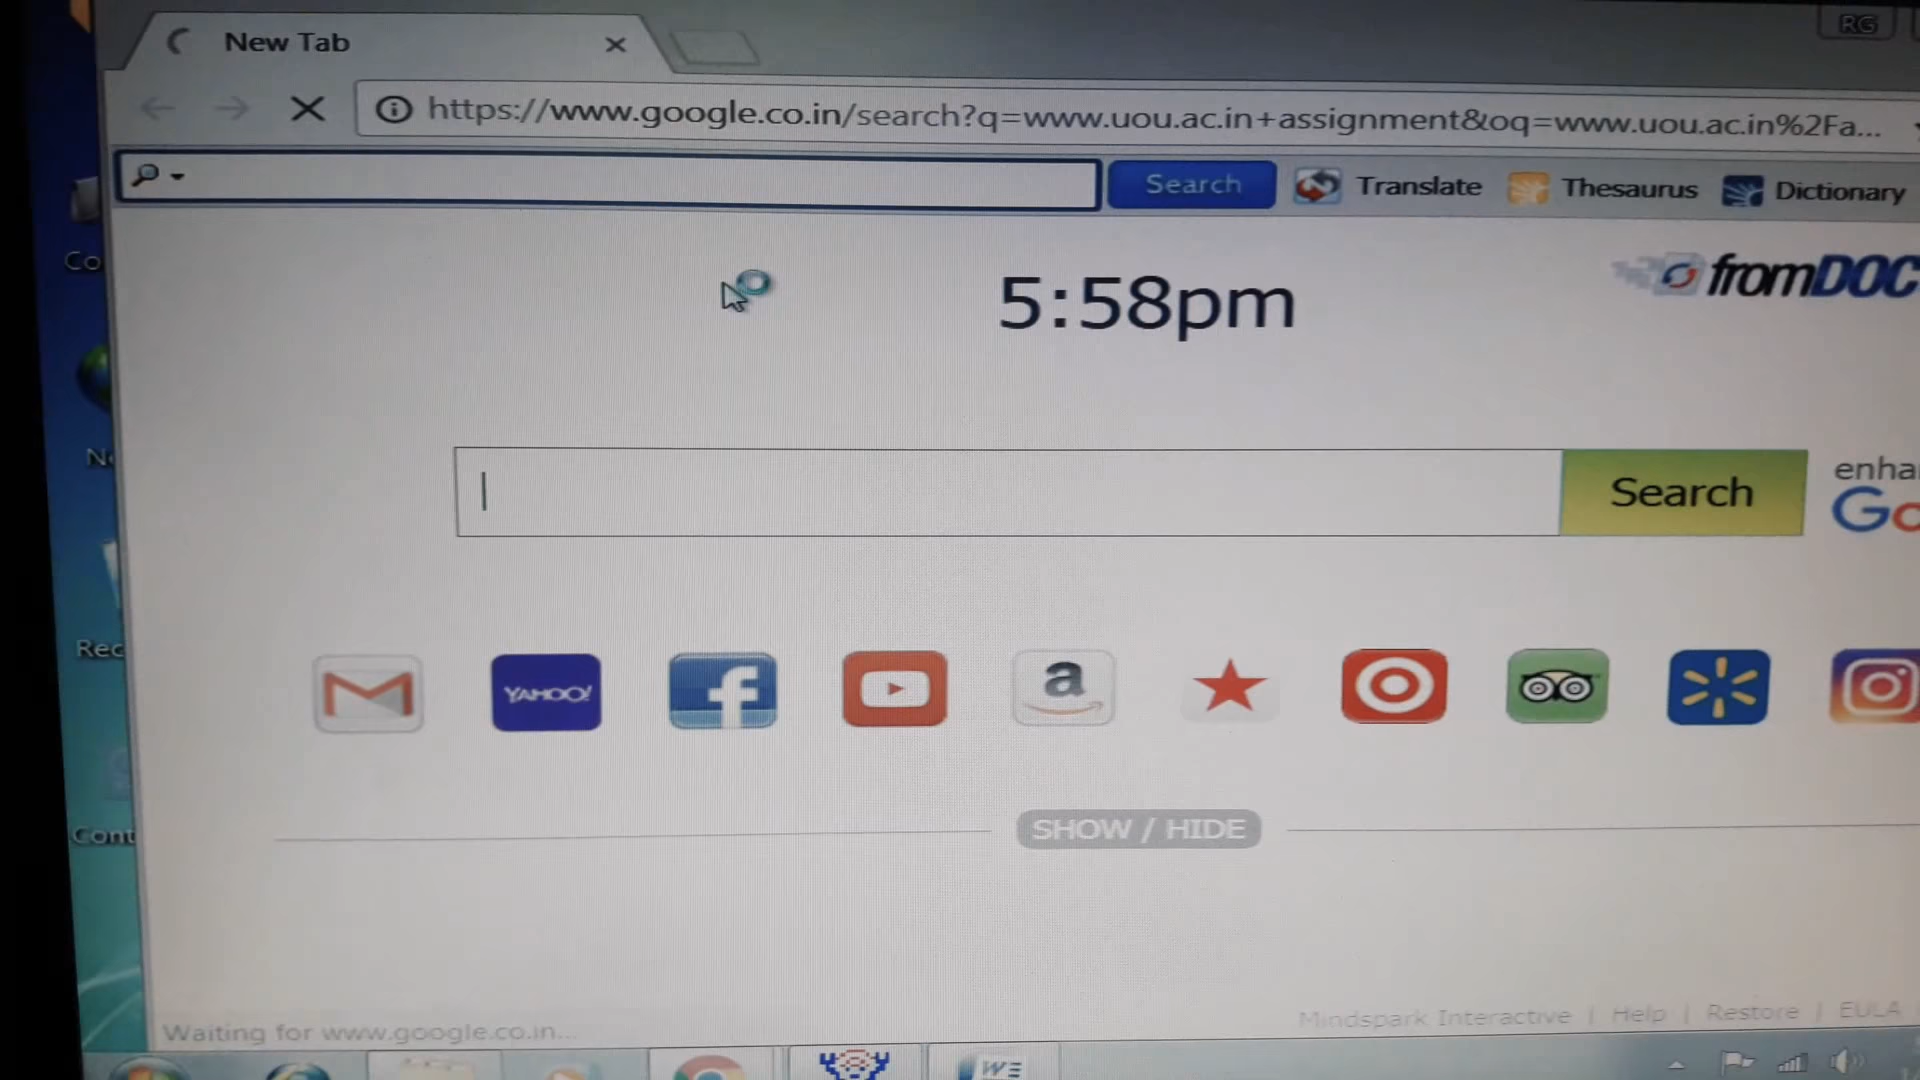 RG
New Tab
https://www.google.co.in/search?q=www.uou.ac.in+assignment&oq=www.uou.ac.in%2Fa...
Search Translate Thesaurus Dictionary
5:58pm
fromDOC
Search
YAHOO!
a
SHOW / HIDE
Waiting for www.google.co.in...
Mindspark Interactive | Help | Restore | EULA